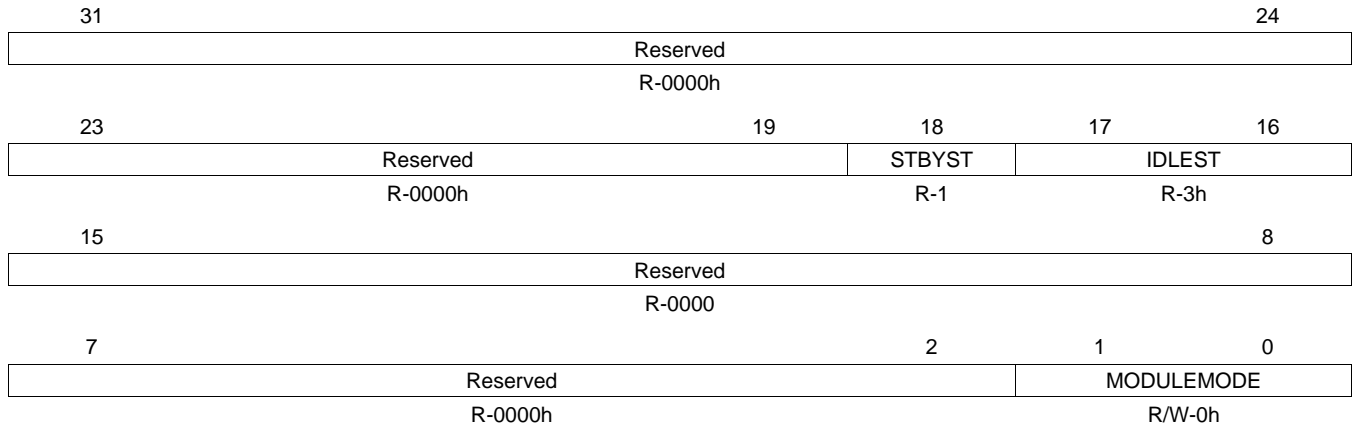 31 24
Reserved
R-0000h
23 19 18 17 16
Reserved STBYST IDLEST
R-0000h R-1 R-3h
15 8
Reserved
R-0000
7 2 1 0
Reserved MODULEMODE
R-0000h R/W-0h